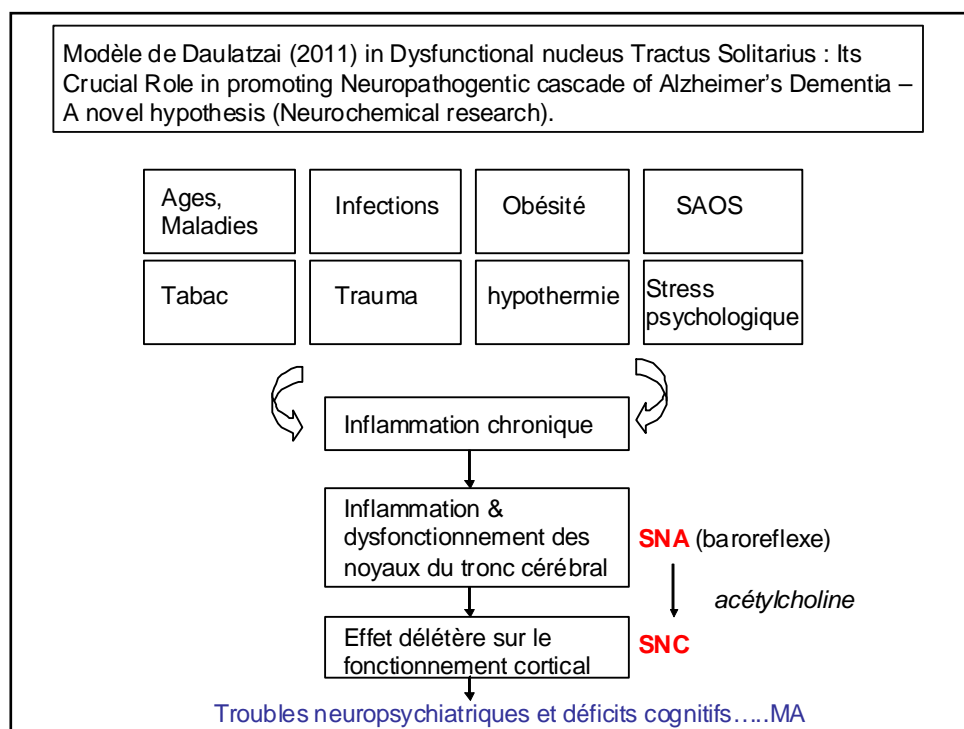 Modèle de Daulatzai (2011) in Dysfunctional nucleus Tractus Solitarius : Its
Crucial Role in promoting Neuropathogentic cascade of Alzheimer's Dementia –
A novel hypothesis (Neurochemical research).
Ages,
Maladies
Infections
Obésité
SAOS
Tabac
Trauma
hypothermie
Stress
psychologique
Inflammation chronique
Inflammation &
dysfonctionnement des
noyaux du tronc cérébral
SNA (baroreflexe)
acétylcholine
Effet délétère sur le
fonctionnement cortical
SNC
Troubles neuropsychiatriques et déficits cognitifs.....MA